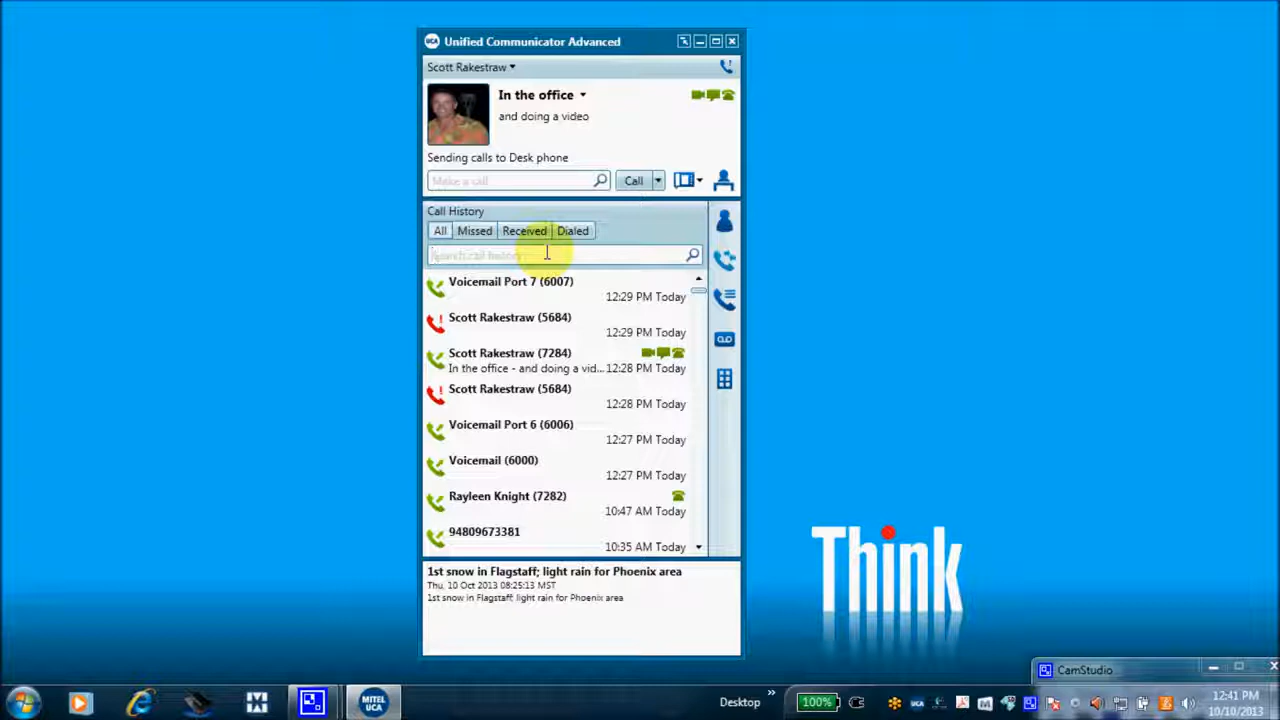 Unified Communicator Advanced
Scott Rakestraw
In the office
and doing a video
Sending calls to Desk phone
Make a call
Call
Call History
All Missed Received Dialed
Search call history
Voicemail Port 7 (6007)
12:29 PM Today
Scott Rakestraw (5684)
12:29 PM Today
Scott Rakestraw (7284)
In the office - and doing a vid... 12:28 PM Today
Scott Rakestraw (5684)
12:28 PM Today
Voicemail Port 6 (6006)
12:27 PM Today
Voicemail (6000)
12:27 PM Today
Rayleen Knight (7282)
10:47 AM Today
94809673381
10:35 AM Today
1st snow in Flagstaff; light rain for Phoenix area
Thu, 10 Oct 2013 08:25:13 MST
1st snow in Flagstaff; light rain for Phoenix area
Think
CamStudio
MITEL
UCA
Desktop
100%
UCA
12:41 PM
10/10/2013